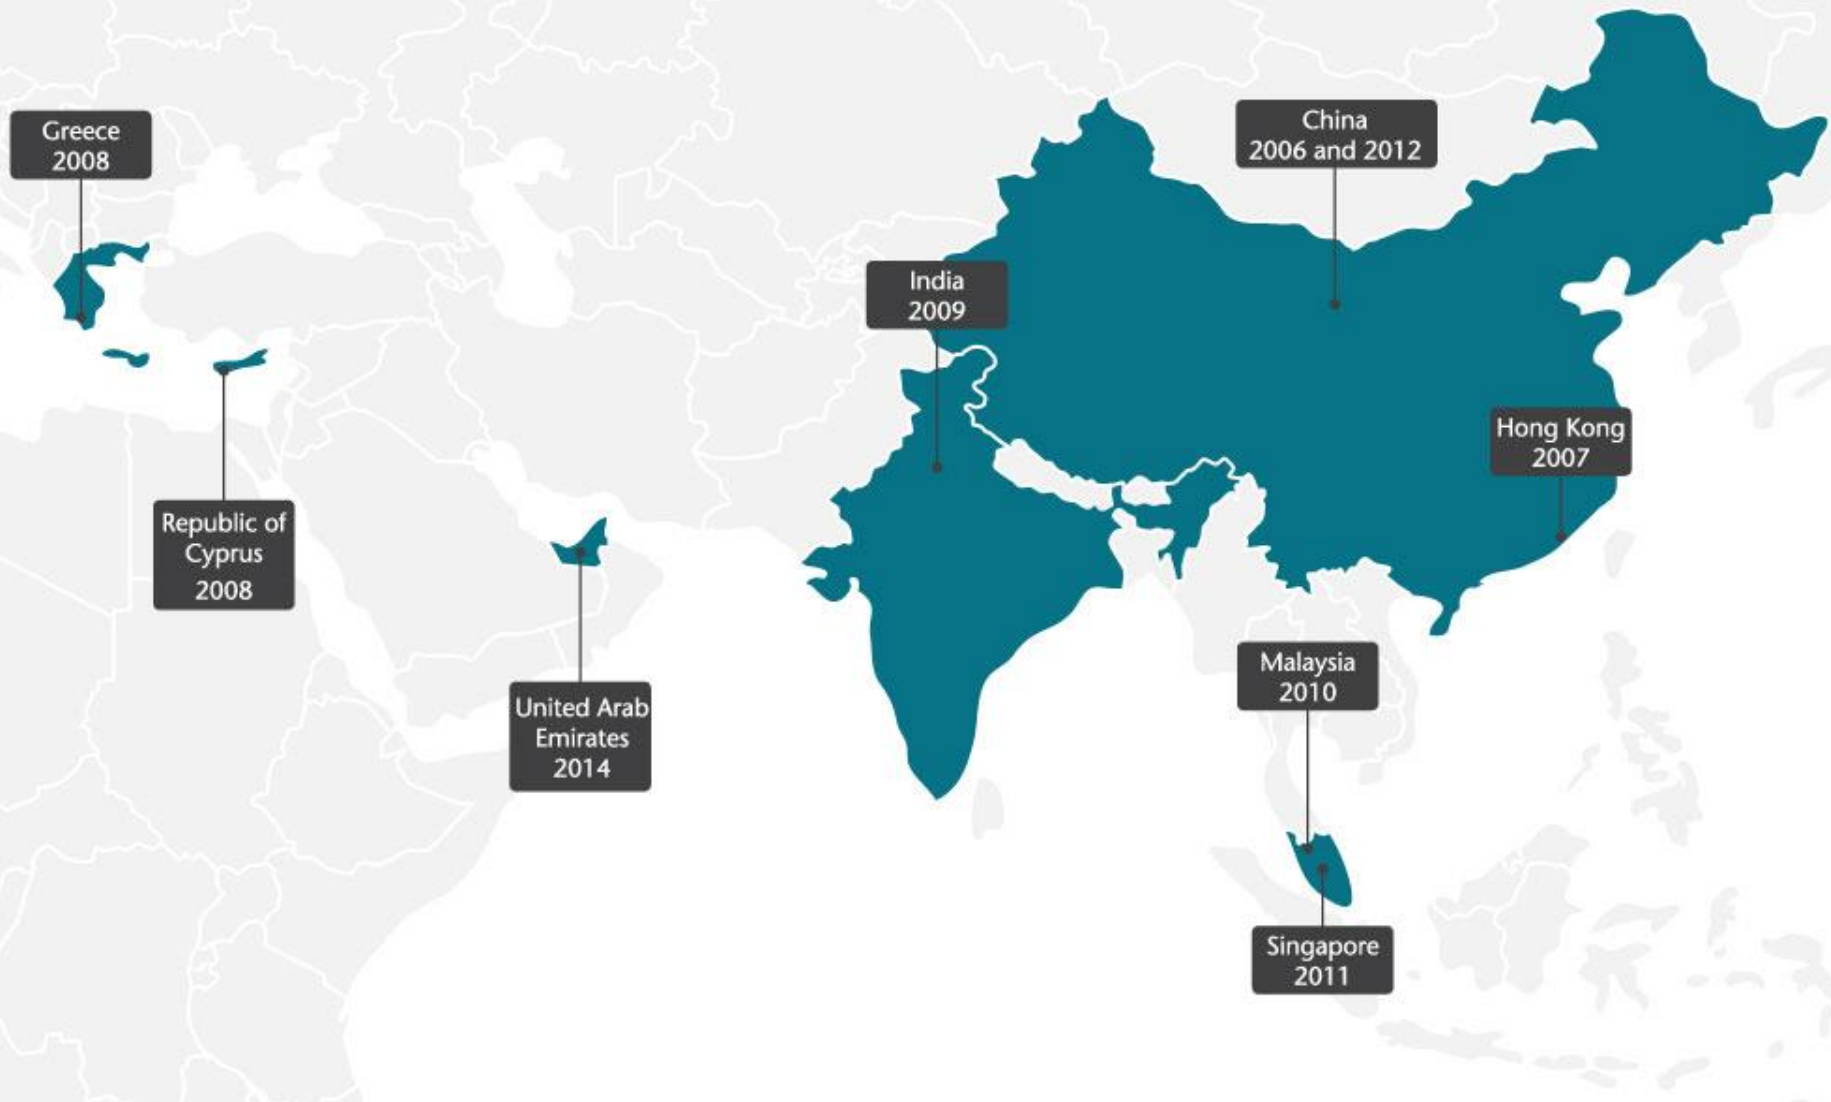 Greece
2008
China
2006 and 2012
India
2009
Hong Kong
2007
Republic of
Cyprus
2008
United Arab
Emirates
2014
Malaysia
2010
Singapore
2011